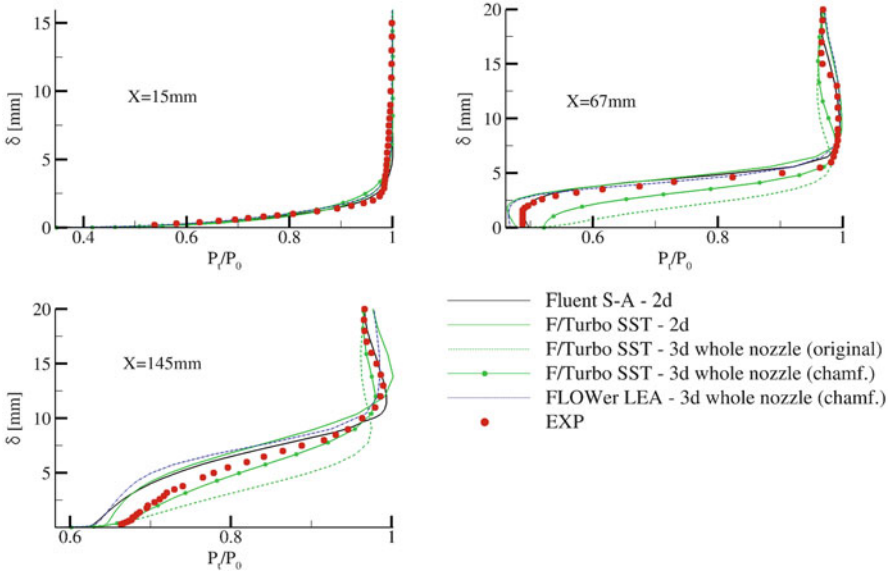 15
10
5
δ [mm]
X=15mm
0.4
0.6
0.8
1
Pt/P0
20
15
10
5
0
δ [mm]
X=67mm
0.6
0.8
1
Pt/P0
20
15
10
5
δ [mm]
X=145mm
0.6
0.8
1
Pt/P0
Fluent S-A - 2d
F/Turbo SST - 2d
F/Turbo SST - 3d whole nozzle (original)
F/Turbo SST - 3d whole nozzle (chamf.)
FLOWer LEA - 3d whole nozzle (chamf.)
EXP